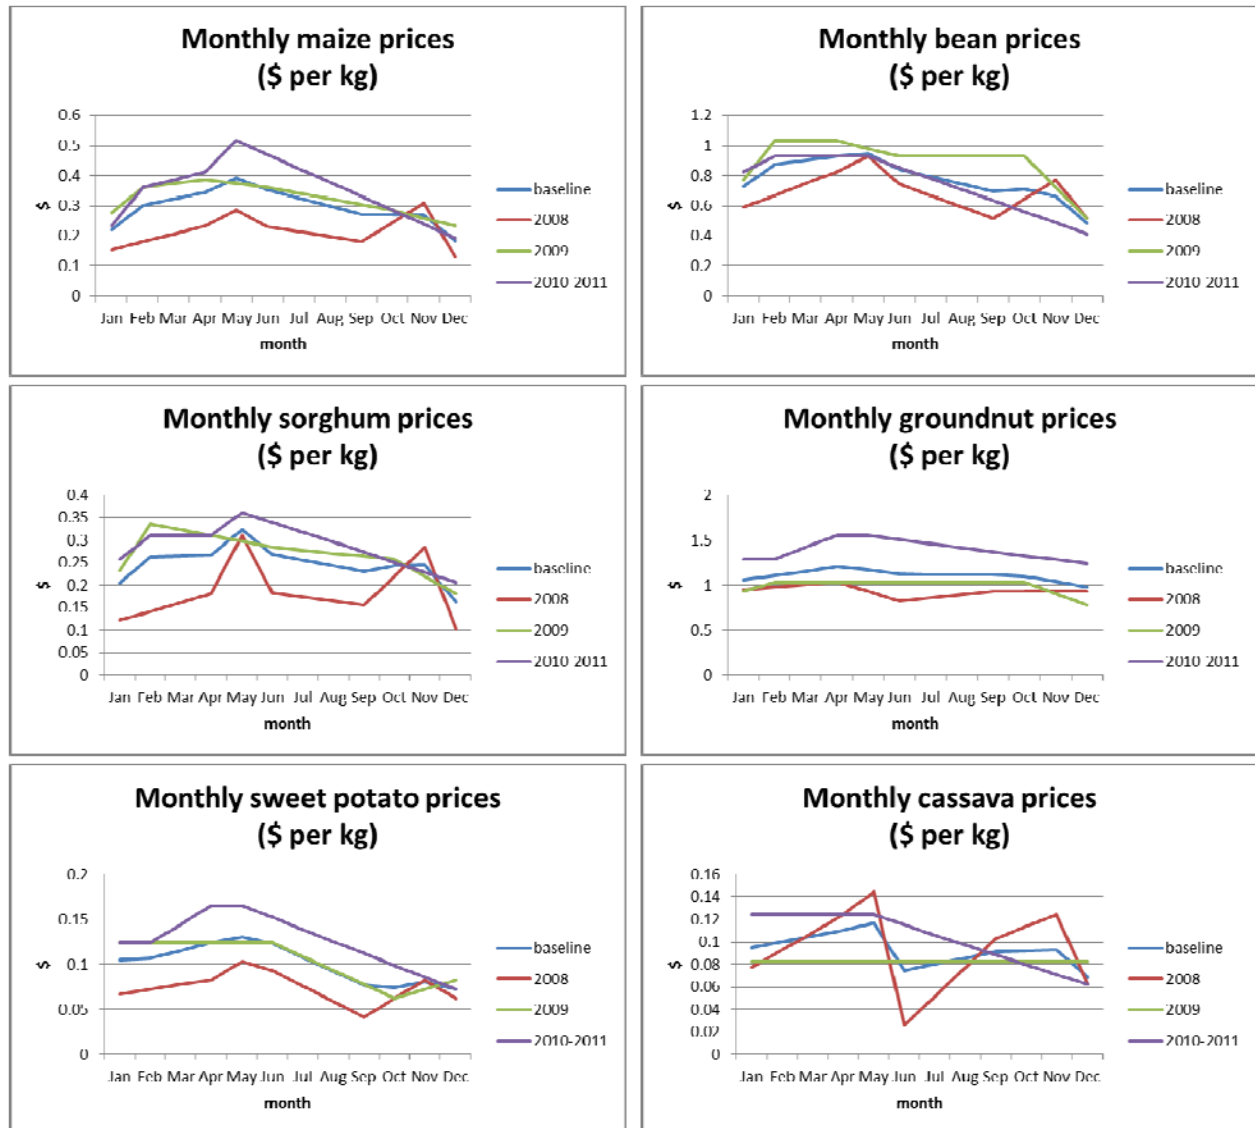 Monthly maize prices
($ per kg)
0.6
0.5
0.4
0.3
0.2
0.1
0
$
Jan Feb Mar Apr May Jun Jul Aug Sep Oct Nov Dec
month
baseline
2008
2009
2010 2011
Monthly bean prices
($ per kg)
1.2
1
0.8
0.6
0.4
0.2
0
$
Jan Feb Mar Apr May Jun Jul Aug Sep Oct Nov Dec
month
baseline
2008
2009
2010 2011
Monthly sorghum prices
($ per kg)
0.4
0.35
0.3
0.25
0.2
0.15
0.1
0.05
0
$
Jan Feb Mar Apr May Jun Jul Aug Sep Oct Nov Dec
month
baseline
2008
2009
2010 2011
Monthly groundnut prices
($ per kg)
2
1.5
1
0.5
0
$
Jan Feb Mar Apr May Jun Jul Aug Sep Oct Nov Dec
month
baseline
2008
2009
2010 2011
Monthly sweet potato prices
($ per kg)
0.2
0.15
0.1
0.05
0
$
Jan Feb Mar Apr May Jun Jul Aug Sep Oct Nov Dec
month
baseline
2008
2009
2010-2011
Monthly cassava prices
($ per kg)
0.16
0.14
0.12
0.1
0.08
0.06
0.04
0.02
0
$
Jan Feb Mar Apr May Jun Jul Aug Sep Oct Nov Dec
month
baseline
2008
2009
2010-2011